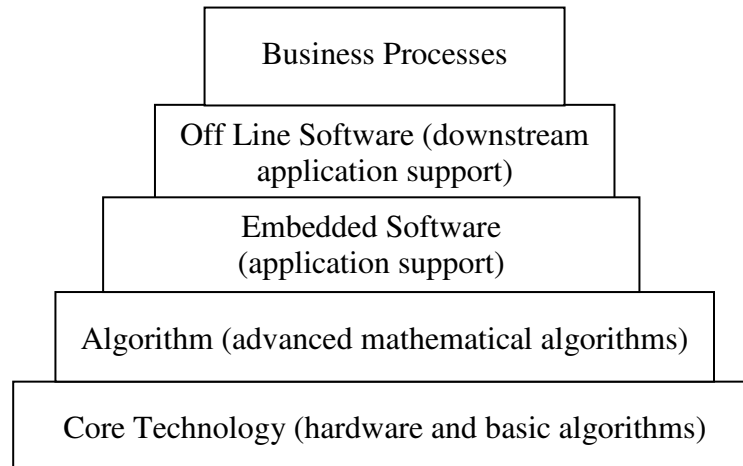 Business Processes
Off Line Software (downstream
application support)
Embedded Software
(application support)
Algorithm (advanced mathematical algorithms)
Core Technology (hardware and basic algorithms)